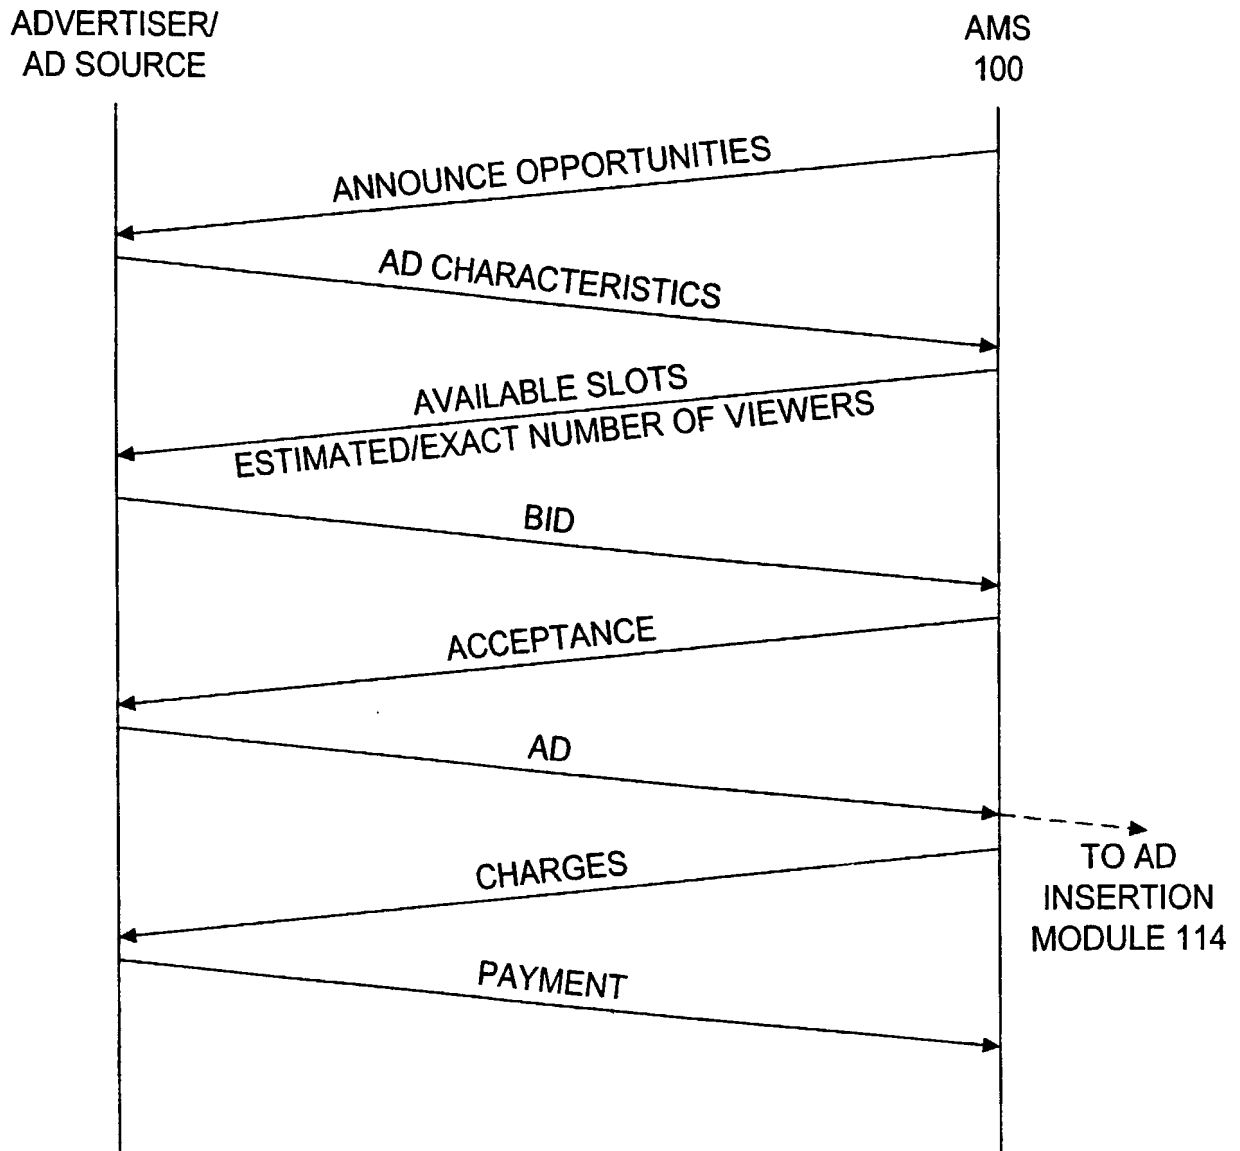 ADVERTISER/
AD SOURCE
AMS
100
ANNOUNCE OPPORTUNITIES
AD CHARACTERISTICS
AVAILABLE SLOTS
ESTIMATED/EXACT NUMBER OF VIEWERS
BID
ACCEPTANCE
AD
TO AD
INSERTION
MODULE 114
CHARGES
PAYMENT